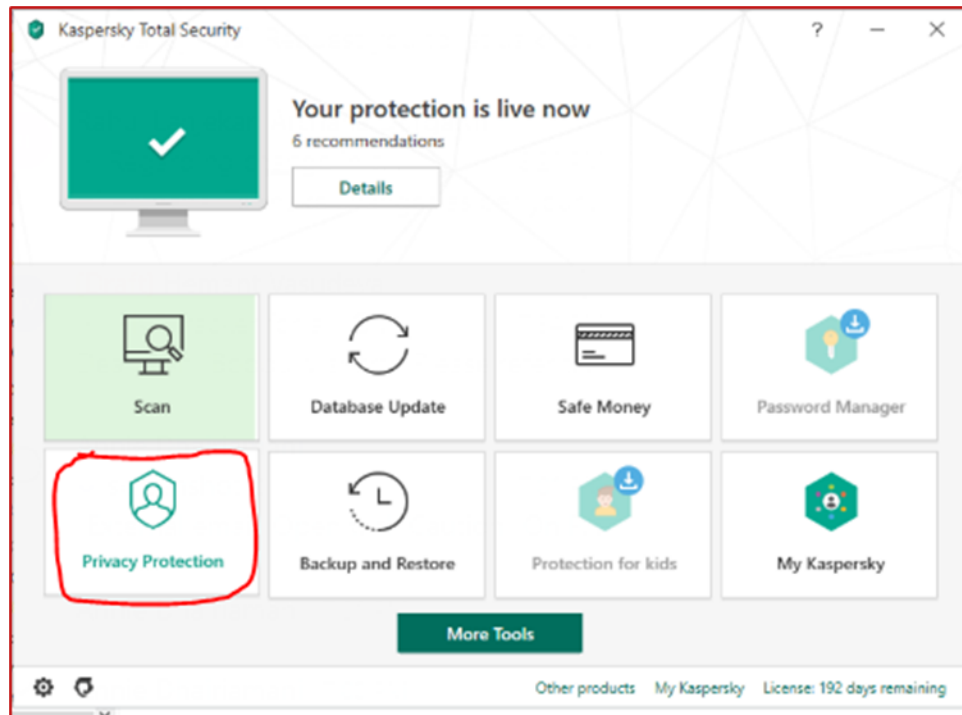 Kaspersky Total Security
?
Your protection is live now
6 recommendations
Details
Scan
Database Update
Safe Money
Password Manager
Privacy Protection
Backup and Restore
Protection for kids
My Kaspersky
More Tools
Other products My Kaspersky License: 192 days remaining